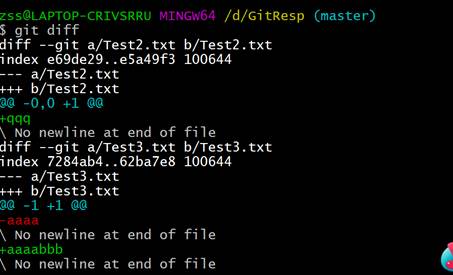 zss@LAPTOP-CRIVSRRU MINGW64 /d/GitResp (master)
$ git diff
diff --git a/Test2.txt b/Test2.txt
index e69de29..e5a49f3 100644
--- a/Test2.txt
+++ b/Test2.txt
@@ -0,0 +1 @@
+qqq
\ No newline at end of file
diff --git a/Test3.txt b/Test3.txt
index 7284ab4..62ba7e8 100644
--- a/Test3.txt
+++ b/Test3.txt
@@ -1 +1 @@
-aaaa
\ No newline at end of file
+aaaabbb
\ No newline at end of file